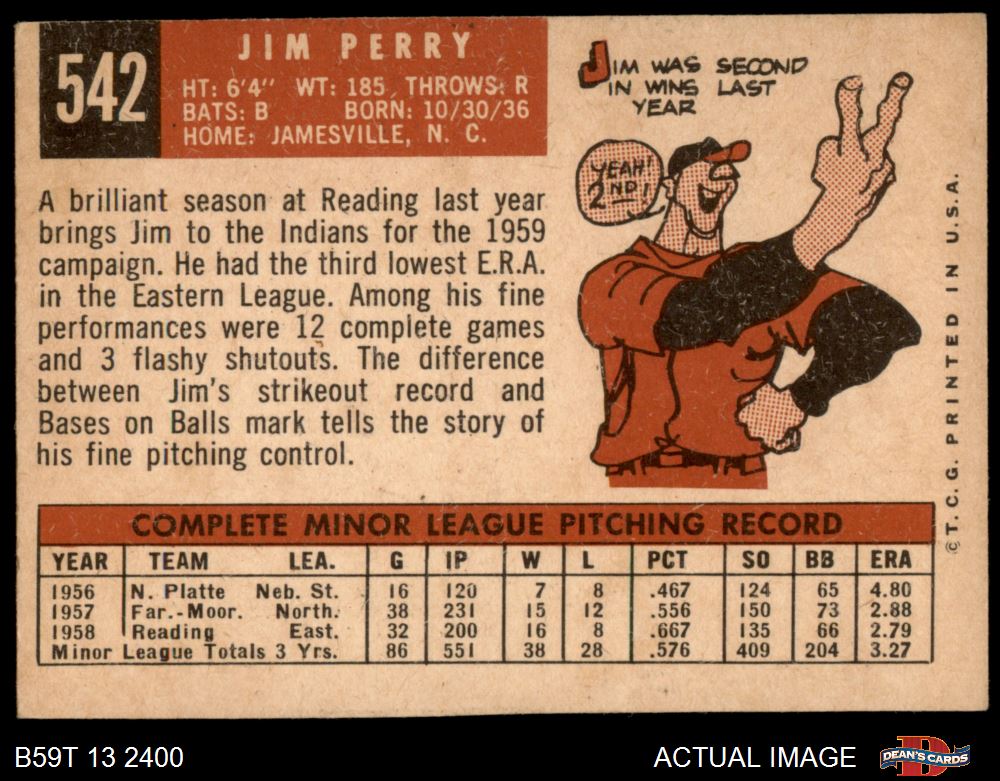 542
JIM PERRY
HT: 6'4" WT: 185 THROWS: R
BATS: B BORN: 10/30/36
HOME: JAMESVILLE, N. C.
JIM WAS SECOND
IN WINS LAST
YEAR
YEAH!
2ND!
A brilliant season at Reading last year
brings Jim to the Indians for the 1959
campaign. He had the third lowest E.R.A.
in the Eastern League. Among his fine
performances were 12 complete games
and 3 flashy shutouts. The difference
between Jim's strikeout record and
Bases on Balls mark tells the story of
his fine pitching control.
©T.C.G. PRINTED IN U.S.A.
COMPLETE MINOR LEAGUE PITCHING RECORD
YEAR TEAM LEA. G IP W L PCT SO BB ERA
1956 N. Platte Neb. St. 16 120 7 8 .467 124 65 4.80
1957 Far.-Moor. North. 38 231 15 12 .556 150 73 2.88
1958 Reading East. 32 200 16 8 .667 135 66 2.79
Minor League Totals 3 Yrs. 86 551 38 28 .576 409 204 3.27
B59T 13 2400 ACTUAL IMAGE DEAN'S CARDS